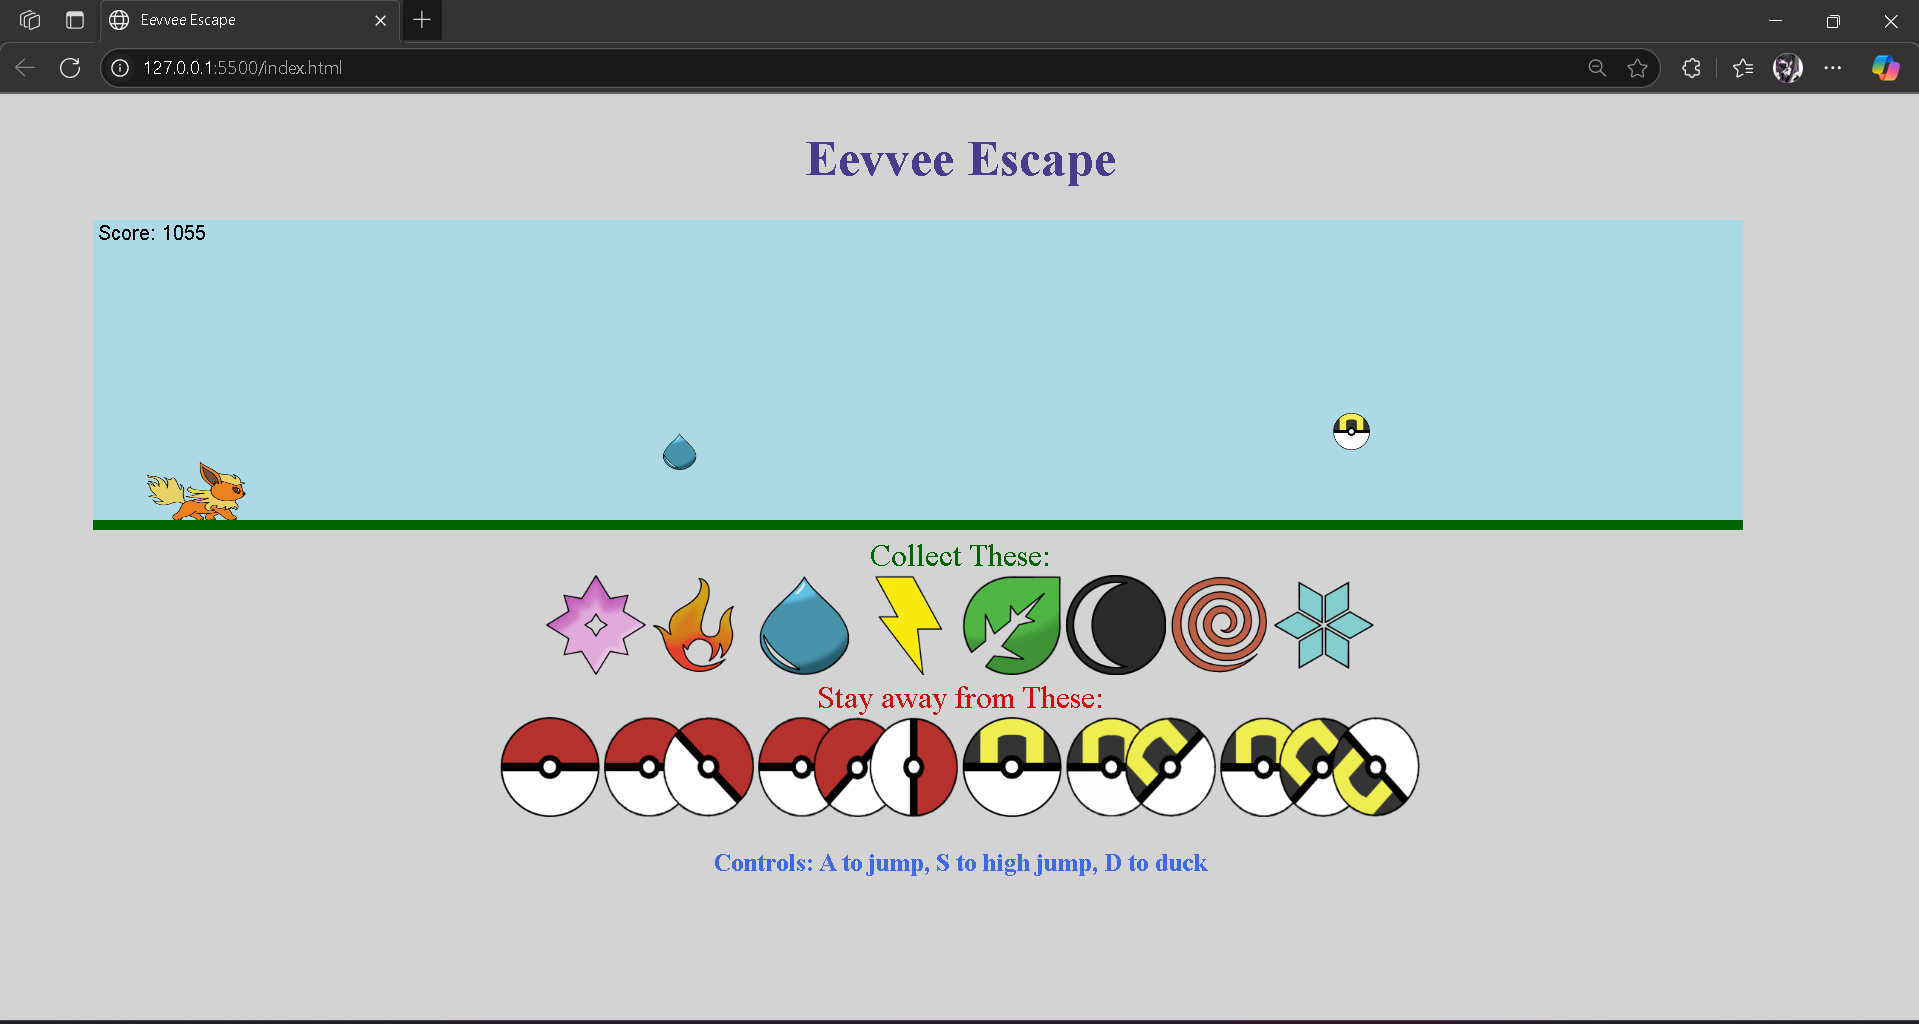 Eevvee Escape
127.0.0.1:5500/index.html
Eevvee Escape
Score: 1055
Collect These:
Stay away from These:
Controls: A to jump, S to high jump, D to duck